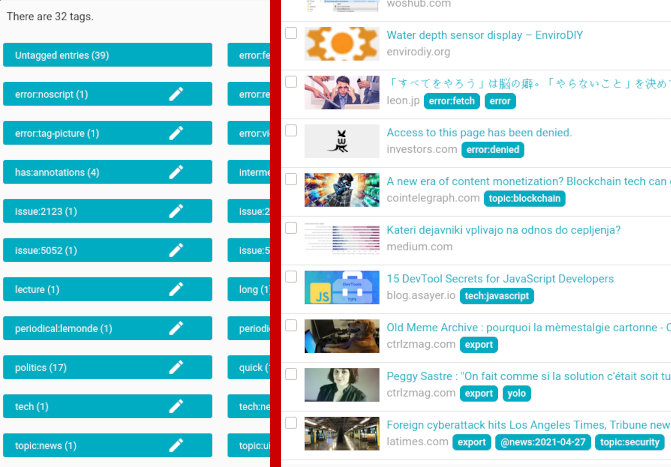 There are 32 tags.
Untagged entries (39)
error:noscript (1)
error:tag-picture (1)
has:annotations (4)
issue:2123 (1)
issue:5052 (1)
lecture (1)
periodical:lemonde (1)
politics (17)
tech (1)
topic:news (1)
error:fe
error:re
error:vi
interme
issue:2
issue:5
long (1)
periodi
quick (
tech:ne
topic:ul
woshub.com
Water depth sensor display – EnviroDIY
envirodiy.org
「すべてをやろう」は脳の癖。「やらないこと」を決め
leon.jp error:fetch error
Access to this page has been denied.
investors.com error:denied
A new era of content monetization? Blockchain tech can
cointelegraph.com topic:blockchain
Kateri dejavniki vplivajo na odnos do cepljenja?
medium.com
15 DevTool Secrets for JavaScript Developers
blog.asayer.io tech:javascript
JS
Old Meme Archive : pourquoi la mèmestalgie cartonne - C
ctrlzmag.com export
Peggy Sastre : "On fait comme si la solution c'était soit tu
ctrlzmag.com export yolo
Foreign cyberattack hits Los Angeles Times, Tribune new
latimes.com export @news:2021-04-27 topic:security